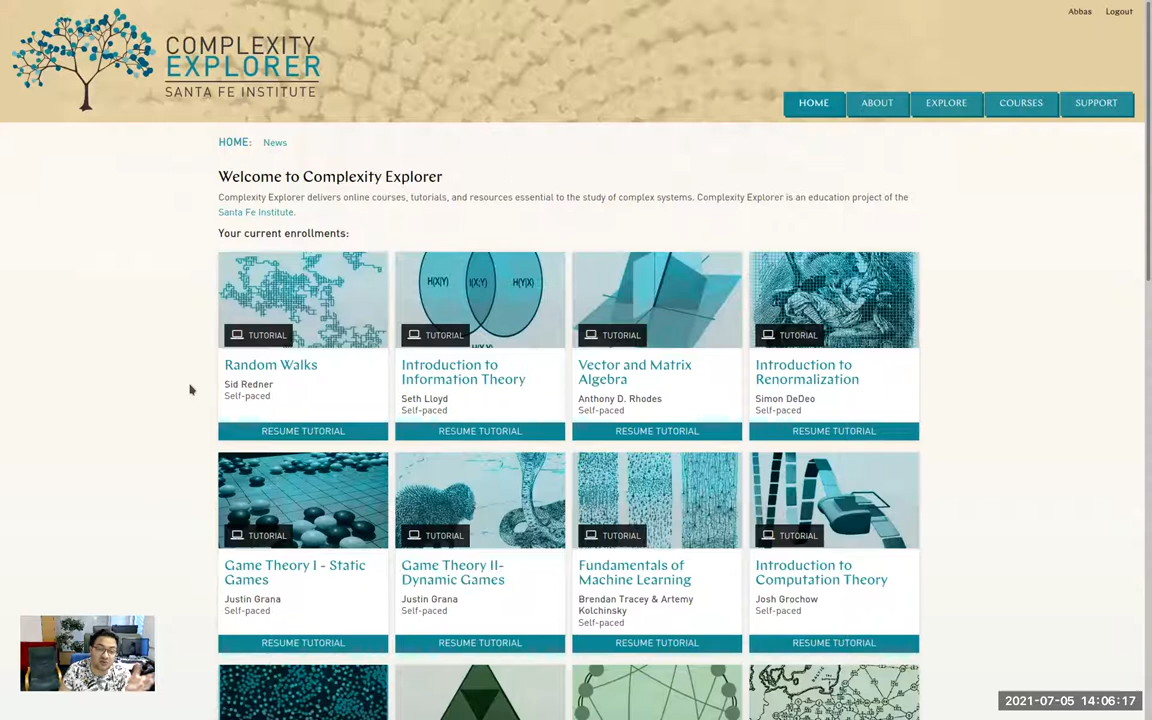 Abbas Logout
COMPLEXITY
EXPLORER
SANTA FE INSTITUTE
HOME ABOUT EXPLORE COURSES SUPPORT
HOME: News
Welcome to Complexity Explorer
Complexity Explorer delivers online courses, tutorials, and resources essential to the study of complex systems. Complexity Explorer is an education project of the
Santa Fe Institute.
Your current enrollments:
H(X|Y) I(X;Y) H(Y|X)
TUTORIAL TUTORIAL TUTORIAL TUTORIAL
Random Walks
Sid Redner
Self-paced
RESUME TUTORIAL
Introduction to
Information Theory
Seth Lloyd
Self-paced
RESUME TUTORIAL
Vector and Matrix
Algebra
Anthony D. Rhodes
Self-paced
RESUME TUTORIAL
Introduction to
Renormalization
Simon DeDeo
Self-paced
RESUME TUTORIAL
TUTORIAL TUTORIAL TUTORIAL TUTORIAL
Game Theory I - Static
Games
Justin Grana
Self-paced
RESUME TUTORIAL
Game Theory II-
Dynamic Games
Justin Grana
Self-paced
RESUME TUTORIAL
Fundamentals of
Machine Learning
Brendan Tracey & Artemy
Kolchinsky
Self-paced
RESUME TUTORIAL
Introduction to
Computation Theory
Josh Grochow
Self-paced
RESUME TUTORIAL
2021-07-05 14:06:17